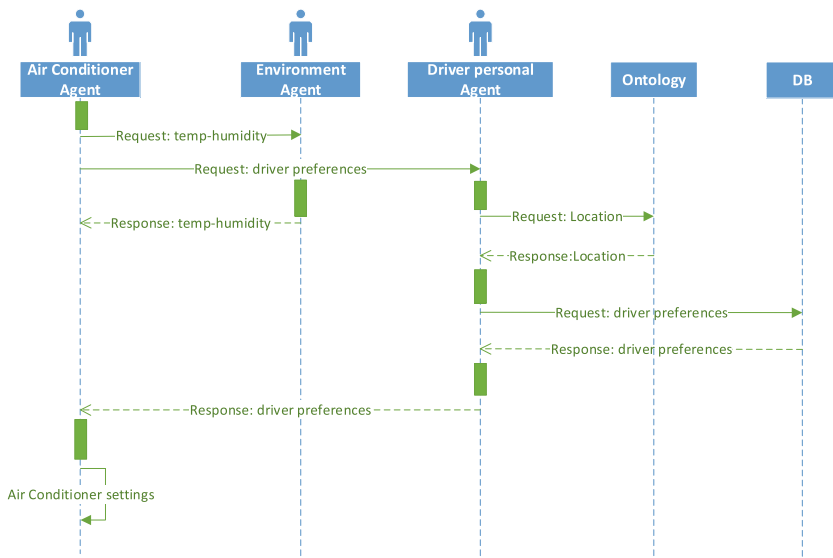 Air Conditioner
Agent
Environment
Agent
Driver personal
Agent
Ontology
DB
Request: temp-humidity
Request: driver preferences
Request: Location
Response: temp-humidity
Response:Location
Request: driver preferences
Response: driver preferences
Response: driver preferences
Air Conditioner settings